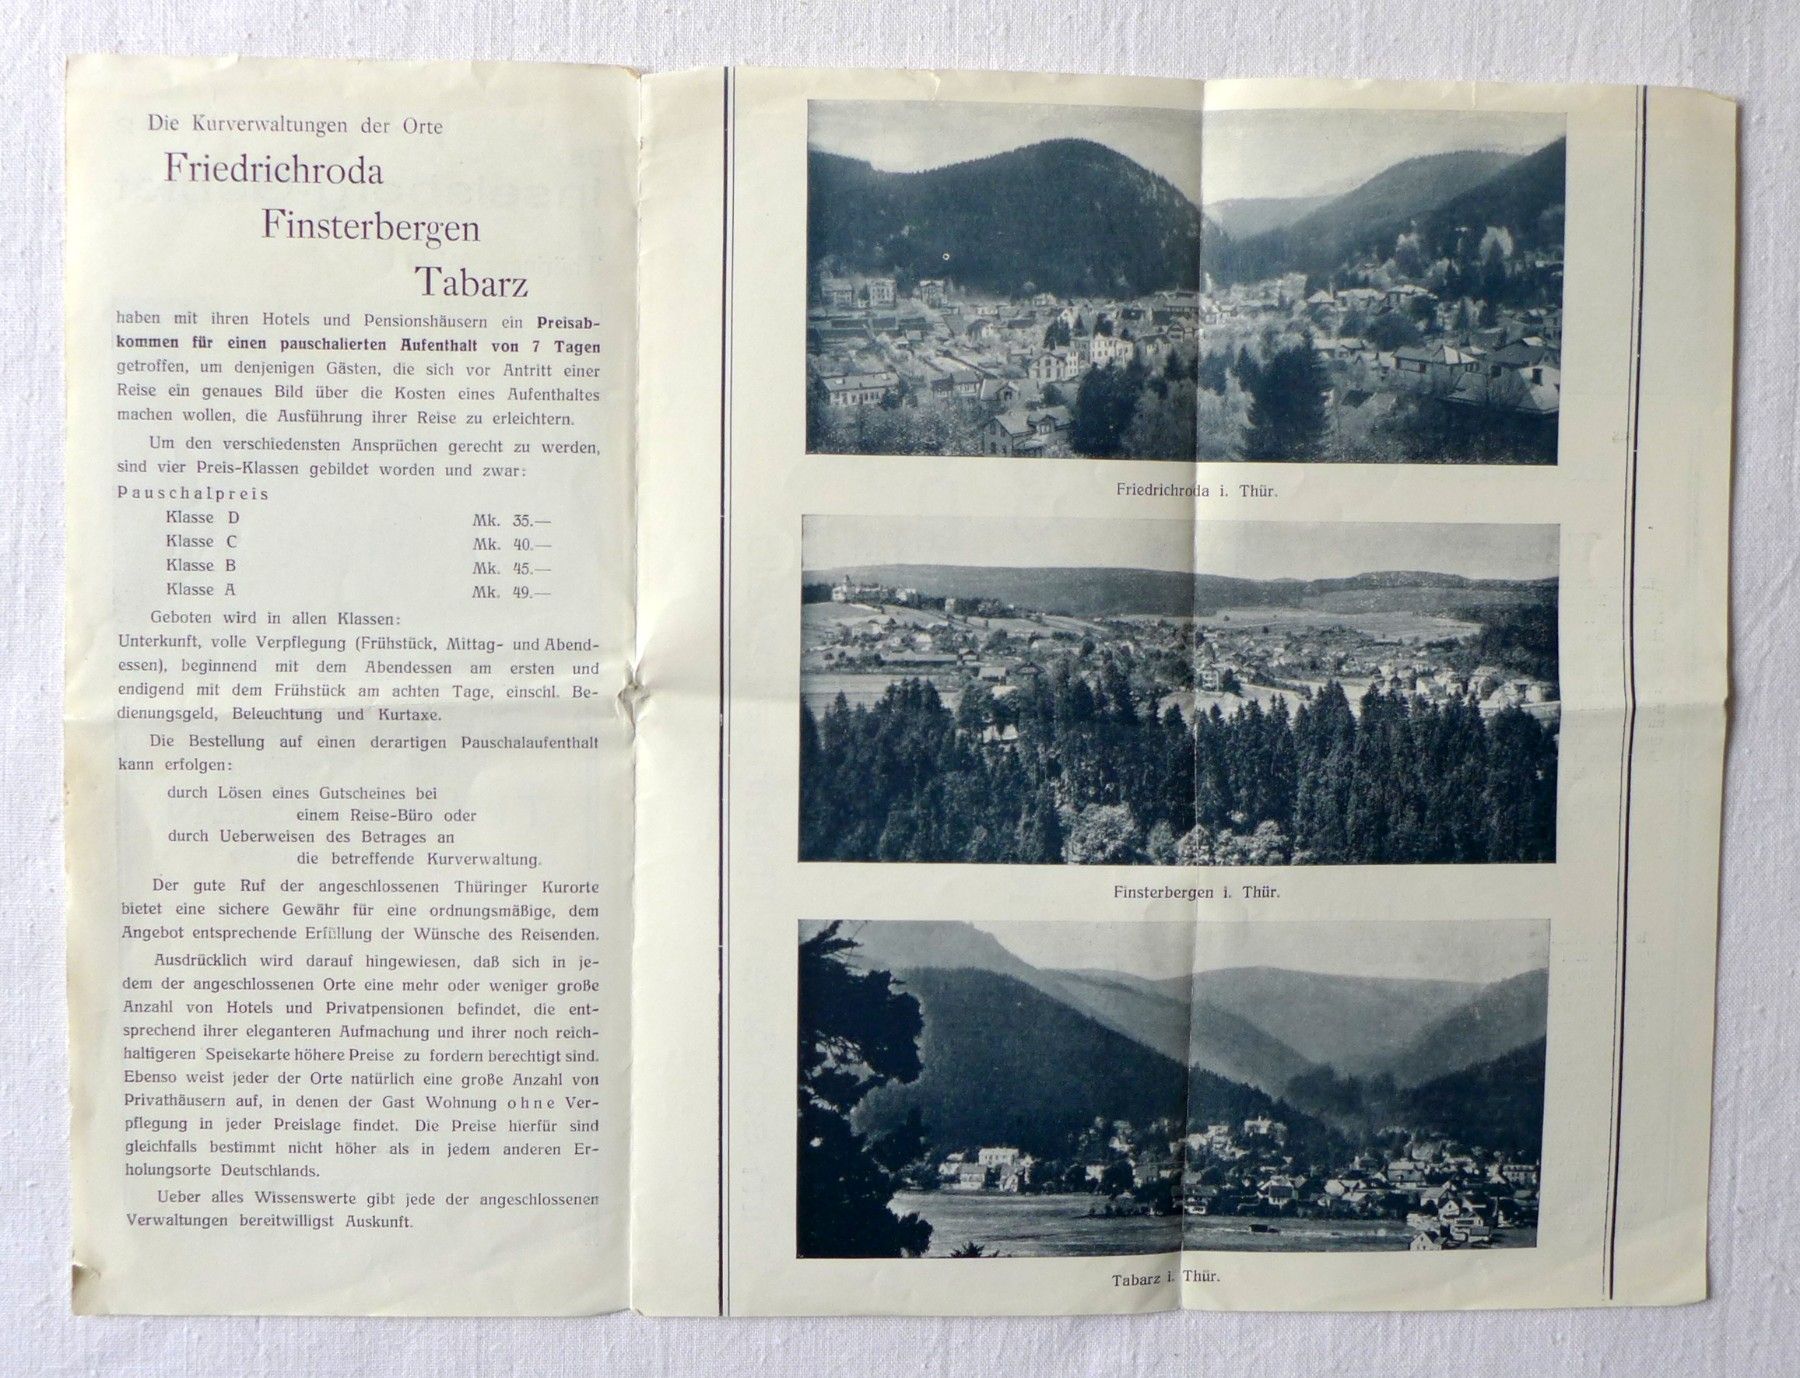 Die Kurverwaltungen der Orte
Friedrichroda
Finsterbergen
Tabarz
haben mit ihren Hotels und Pensionshäusern ein Preisab-
kommen für einen pauschalierten Aufenthalt von 7 Tagen
getroffen, um denjenigen Gästen, die sich vor Antritt einer
Reise ein genaues Bild über die Kosten eines Aufenthaltes
machen wollen, die Ausführung ihrer Reise zu erleichtern.
Um den verschiedensten Ansprüchen gerecht zu werden,
sind vier Preis-Klassen gebildet worden und zwar:
Pauschalpreis
Klasse D Mk. 35.—
Klasse C Mk. 40.—
Klasse B Mk. 45.—
Klasse A Mk. 49.—
Geboten wird in allen Klassen:
Unterkunft, volle Verpflegung (Frühstück, Mittag- und Abend-
essen), beginnend mit dem Abendessen am ersten und
endigend mit dem Frühstück am achten Tage, einschl. Be-
dienungsgeld, Beleuchtung und Kurtaxe.
Die Bestellung auf einen derartigen Pauschalaufenthalt
kann erfolgen:
durch Lösen eines Gutscheines bei
einem Reise-Büro oder
durch Ueberweisen des Betrages an
die betreffende Kurverwaltung.
Der gute Ruf der angeschlossenen Thüringer Kurorte
bietet eine sichere Gewähr für eine ordnungsmäßige, dem
Angebot entsprechende Erfüllung der Wünsche des Reisenden.
Ausdrücklich wird darauf hingewiesen, daß sich in je-
dem der angeschlossenen Orte eine mehr oder weniger große
Anzahl von Hotels und Privatpensionen befindet, die ent-
sprechend ihrer eleganteren Aufmachung und ihrer noch reich-
haltigeren Speisekarte höhere Preise zu fordern berechtigt sind.
Ebenso weist jeder der Orte natürlich eine große Anzahl von
Privathäusern auf, in denen der Gast Wohnung ohne Ver-
pflegung in jeder Preislage findet. Die Preise hierfür sind
gleichfalls bestimmt nicht höher als in jedem anderen Er-
holungsorte Deutschlands.
Ueber alles Wissenswerte gibt jede der angeschlossenen
Verwaltungen bereitwilligst Auskunft.
Friedrichroda i. Thür.
Finsterbergen i. Thür.
Tabarz i. Thür.